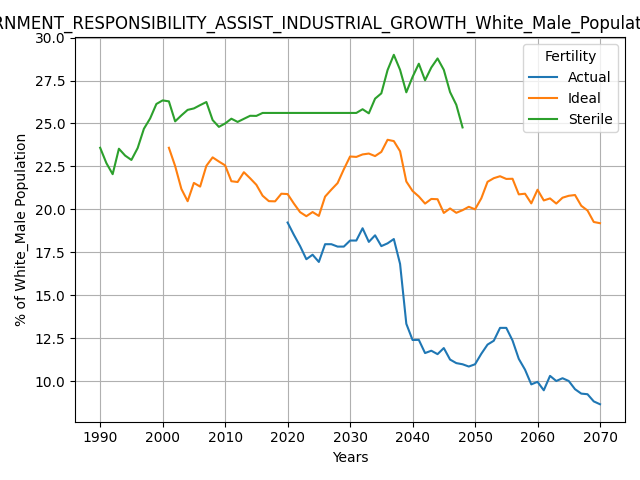 RNMENT_RESPONSIBILITY_ASSIST_INDUSTRIAL_GROWTH_White_Male_Populat
30.0
27.5
25.0
22.5
20.0
17.5
15.0
12.5
10.0
% of White_Male Population
Fertility
Actual
Ideal
Sterile
1990 2000 2010 2020 2030 2040 2050 2060 2070
Years